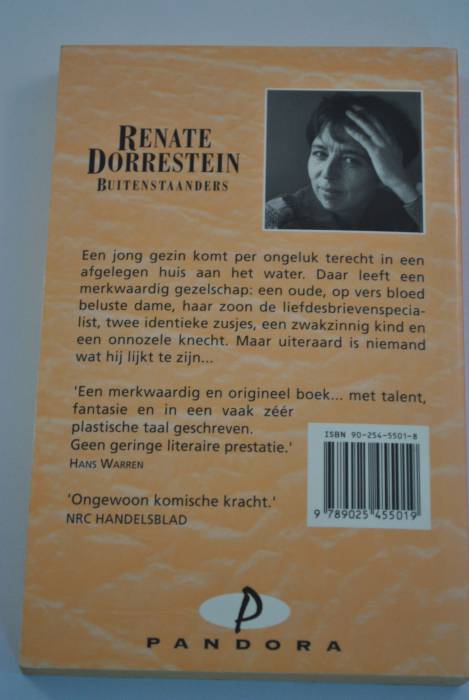 RENATE
DORRESTEIN
BUITENSTAANDERS
Een jong gezin komt per ongeluk terecht in een
afgelegen huis aan het water. Daar leeft een
merkwaardig gezelschap: een oude, op vers bloed
beluste dame, haar zoon de liefdesbrievenspecia-
list, twee identieke zusjes, een zwakzinnig kind en
een onnozele knecht. Maar uiteraard is niemand
wat hij lijkt te zijn...
'Een merkwaardig en origineel boek... met talent,
fantasie en in een vaak zéér
plastische taal geschreven.
Geen geringe literaire prestatie.'
HANS WARREN
'Ongewoon komische kracht.'
NRC HANDELSBLAD
ISBN 90-254-5501-8
9 789025 455019
P
PANDORA